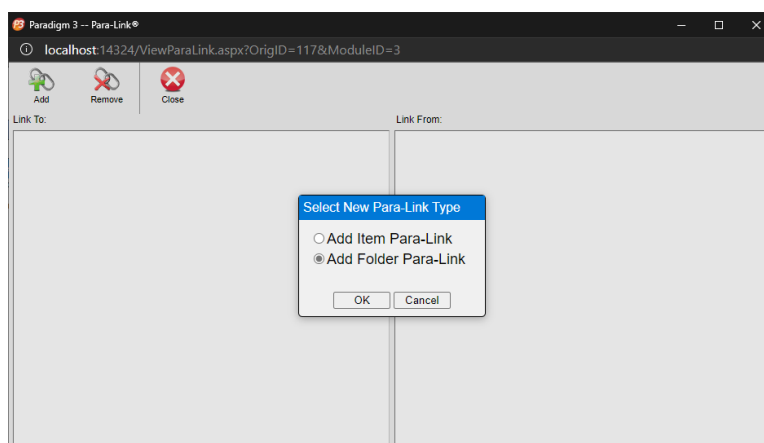 Paradigm 3 -- Para-Link®
localhost:14324/ViewParaLink.aspx?OrigID=117&ModuleID=3
Add Remove Close
Link To: Link From:
Select New Para-Link Type
Add Item Para-Link
Add Folder Para-Link
OK Cancel